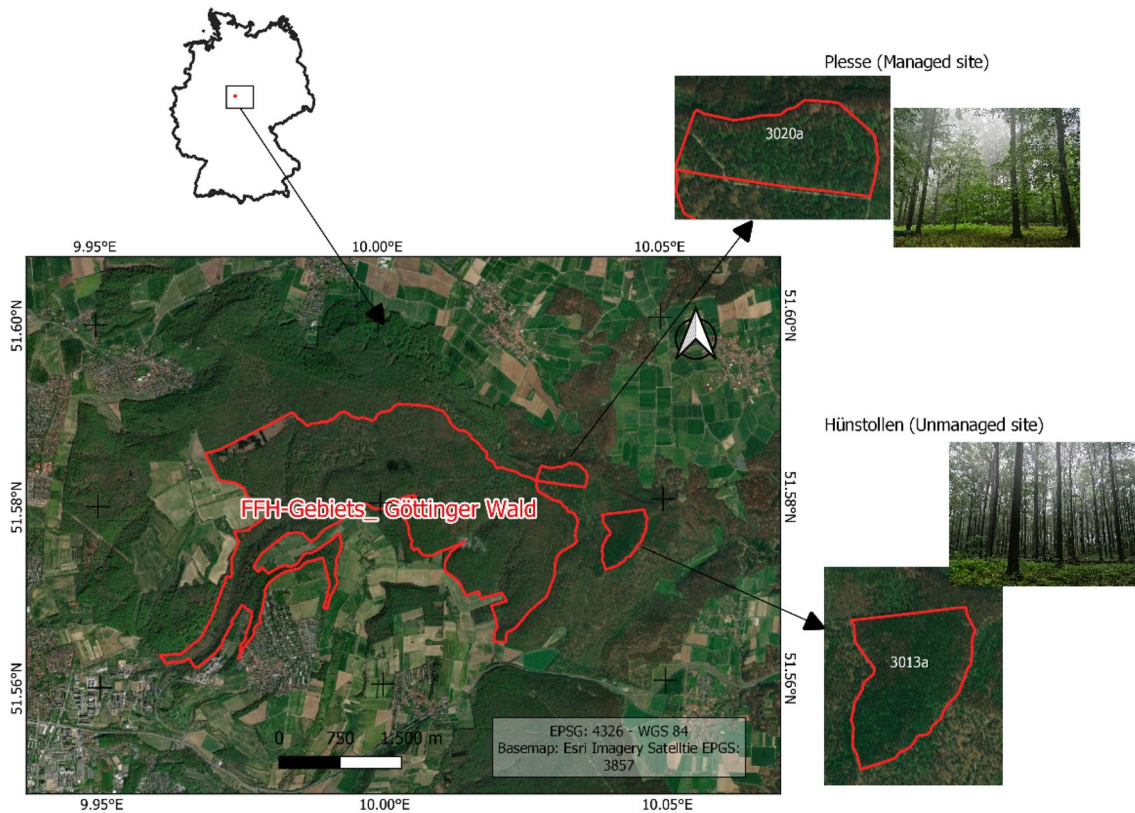 Plesse (Managed site)
3020a
9.95°E 10.00°E 10.05°E
51.60°N
51.60°N
Hünstollen (Unmanaged site)
51.58°N
51.58°N
FFH-Gebiets_ Göttinger Wald
3013a
51.56°N
51.56°N
EPSG: 4326 - WGS 84
Basemap: Esri Imagery Satelltie EPGS:
3857
0 750 1.500 m
9.95°E 10.00°E 10.05°E